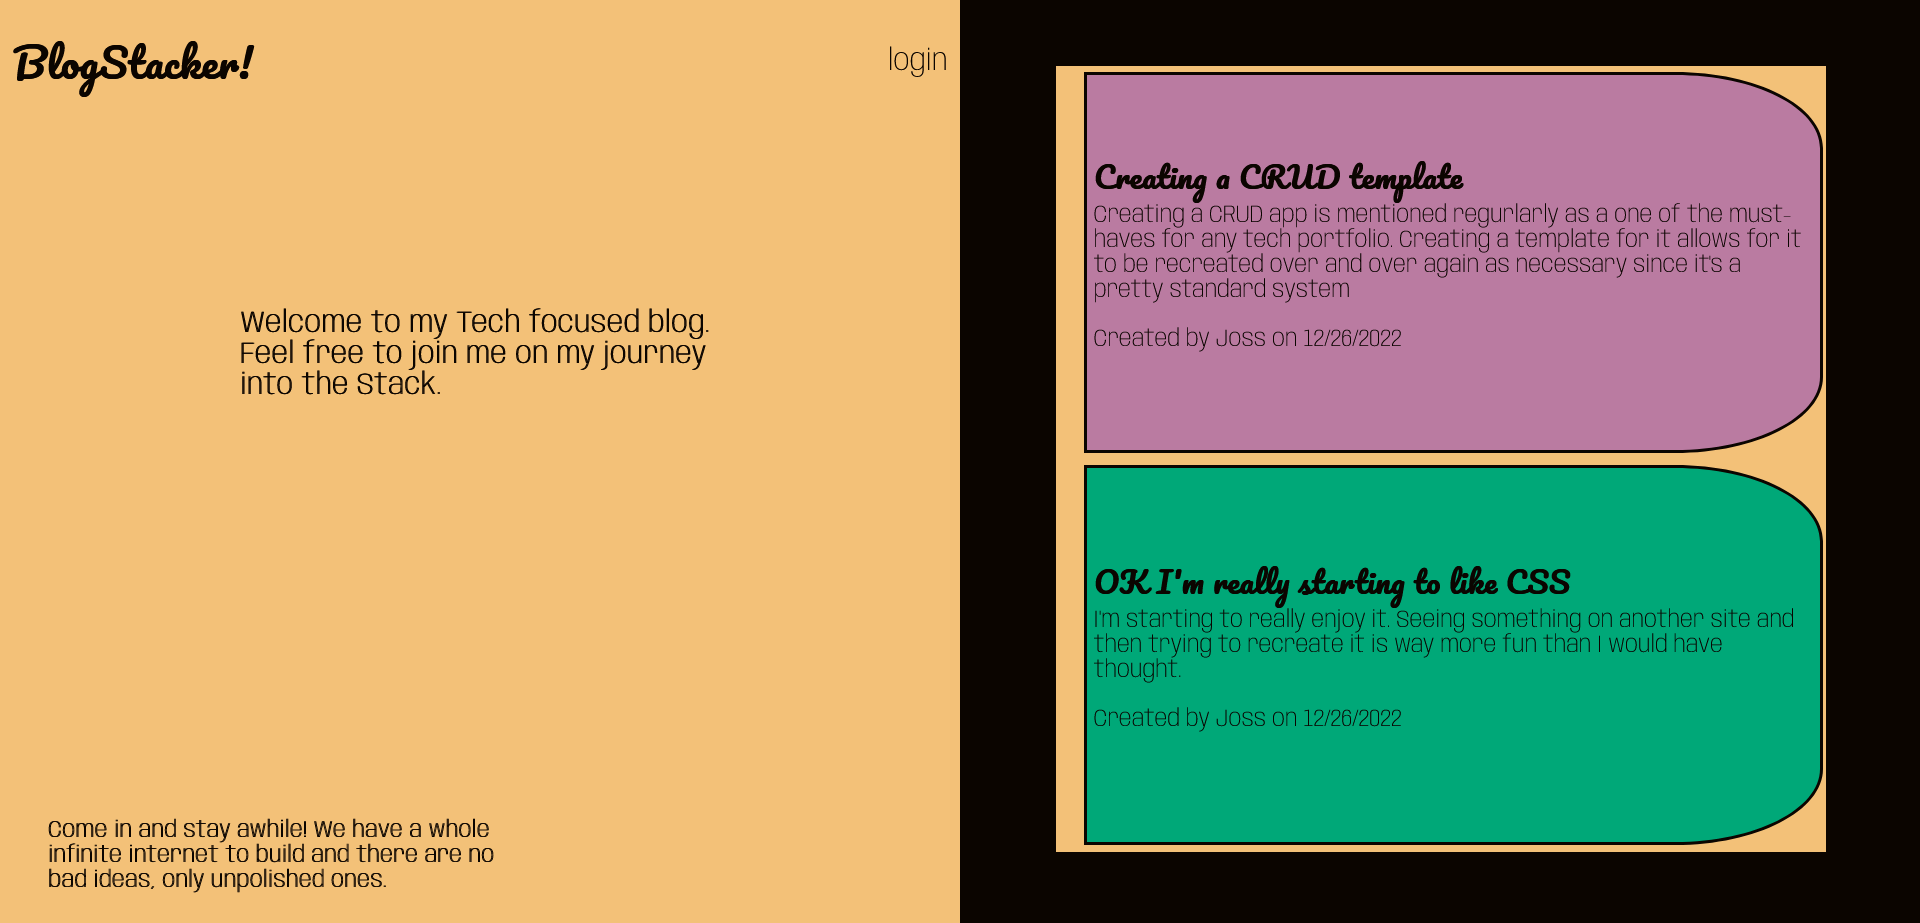 BlogStacker!
login
Welcome to my Tech focused blog.
Feel free to join me on my journey
into the Stack.
Come in and stay awhile! We have a whole
infinite internet to build and there are no
bad ideas, only unpolished ones.
Creating a CRUD template
Creating a CRUD app is mentioned regurlarly as a one of the must-
haves for any tech portfolio. Creating a template for it allows for it
to be recreated over and over again as necessary since it's a
pretty standard system
Created by Joss on 12/26/2022
OK I'm really starting to like CSS
I'm starting to really enjoy it. Seeing something on another site and
then trying to recreate it is way more fun than I would have
thought.
Created by Joss on 12/26/2022